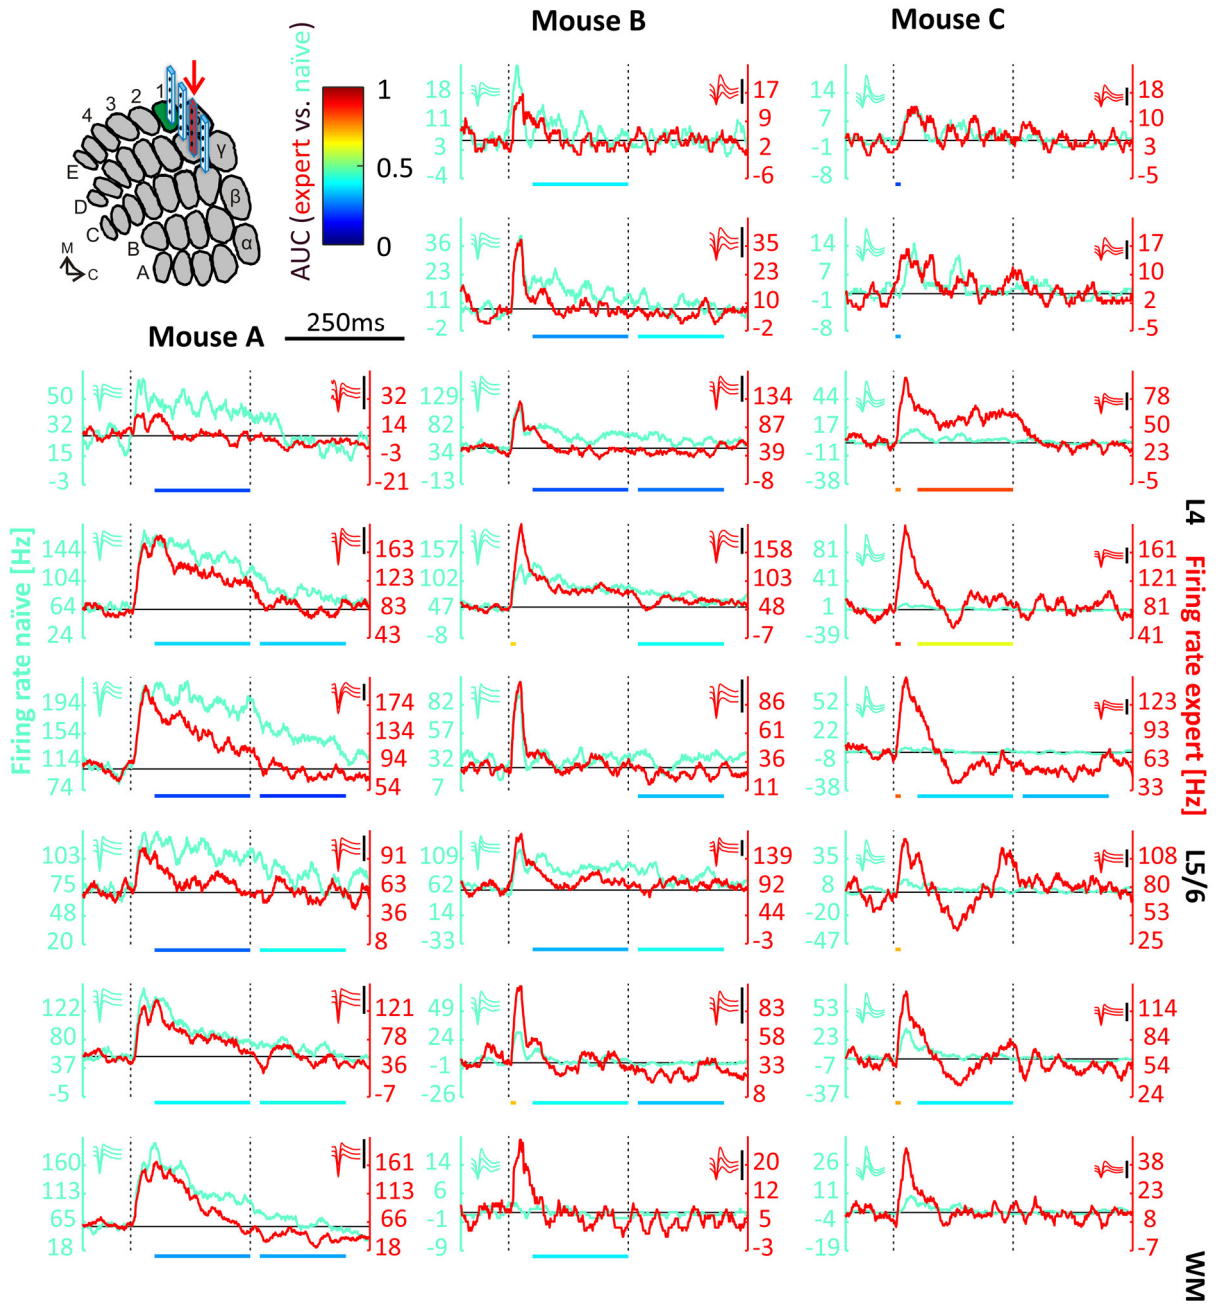 Mouse B
Mouse C
AUC (expert vs. naïve)
1
0.5
0
4
3
2
1
E
D
C
B
A
γ
β
α
M
C
Mouse A
250ms
Firing rate naïve [Hz]
Firing rate expert [Hz]
L4
L5/6
WM
18 11 3 -4
17 9 2 -6
14 7 -1 -8
18 10 3 -5
36 23 11 -2
35 23 10 -2
14 7 -1 -8
17 10 2 -5
50 32 15 -3
32 14 -3 -21
129 82 34 -13
134 87 39 -8
44 17 -11 -38
78 50 23 -5
144 104 64 24
163 123 83 43
157 102 47 -8
158 103 48 -7
81 41 1 -39
161 121 81 41
194 154 114 74
174 134 94 54
82 57 32 7
86 61 36 11
52 22 -8 -38
123 93 63 33
103 75 48 20
91 63 36 8
109 62 14 -33
139 92 44 -3
35 8 -20 -47
108 80 53 25
122 80 37 -5
121 78 36 -7
49 24 -1 -26
83 58 33 8
53 23 -7 -37
114 84 54 24
160 113 65 18
161 113 66 18
14 6 -1 -9
20 12 5 -3
26 11 -4 -19
38 23 8 -7